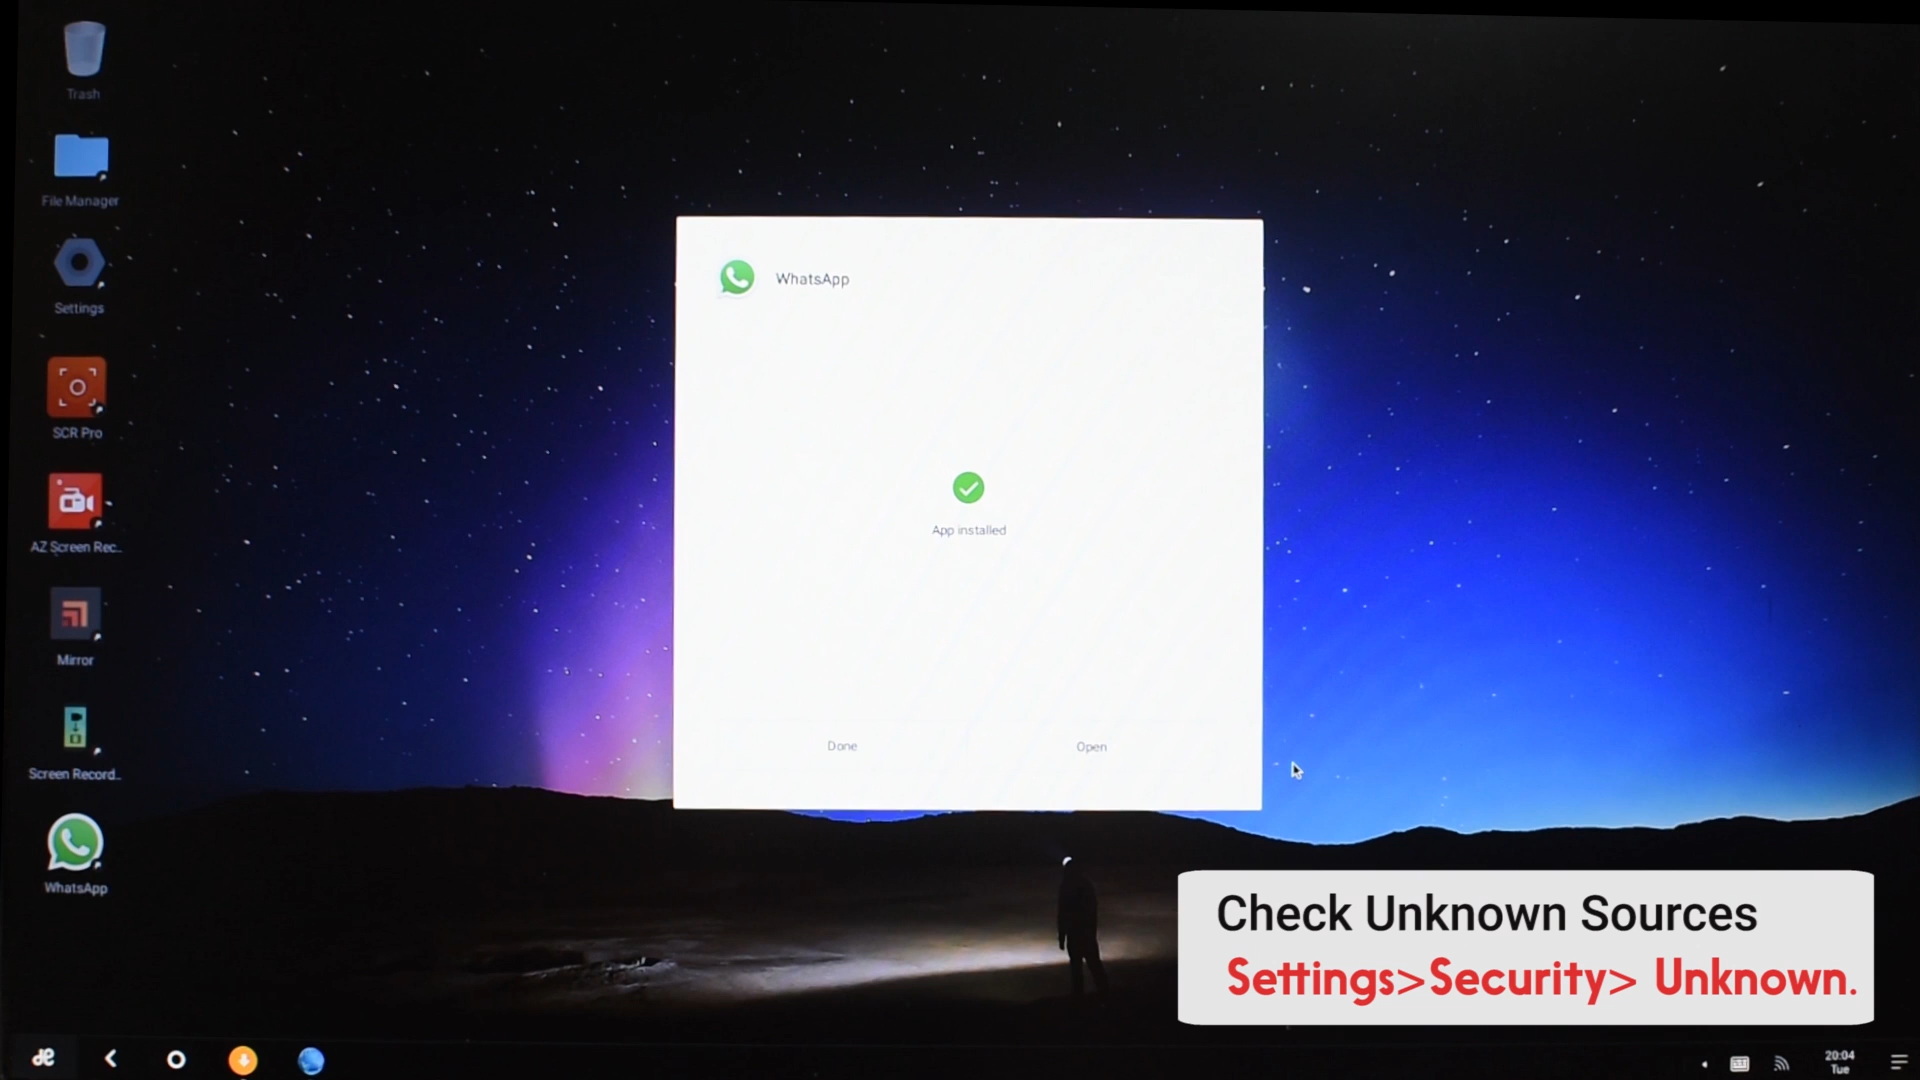 Trash
File Manager
Settings
SCR Pro
AZ Screen Rec..
Mirror
Screen Record..
WhatsApp
WhatsApp
App installed
Done
Open
Check Unknown Sources
Settings>Security> Unknown.
20:04
Tue